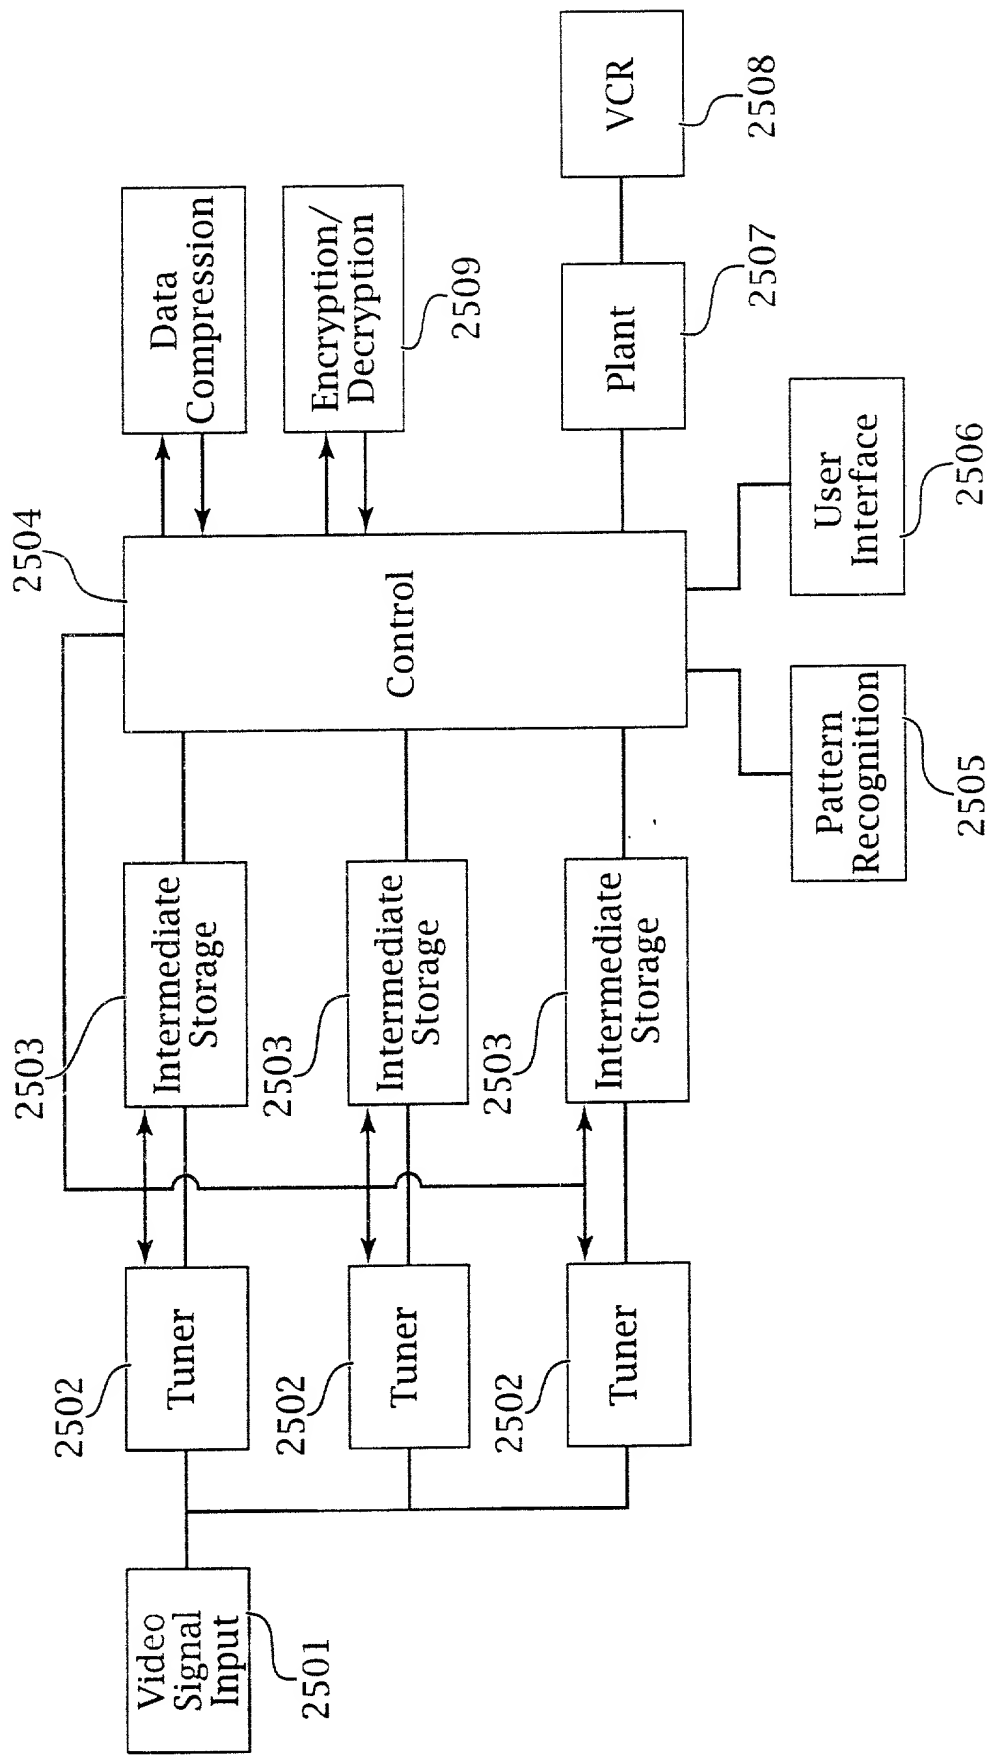 Video
Signal
Input
2501
2502
Tuner
2502
Tuner
2502
Tuner
2503
Intermediate
Storage
2503
Intermediate
Storage
2503
Intermediate
Storage
2504
Control
Pattern
Recognition
2505
User
Interface
2506
Data
Compression
Encryption/
Decryption
2509
Plant
2507
VCR
2508